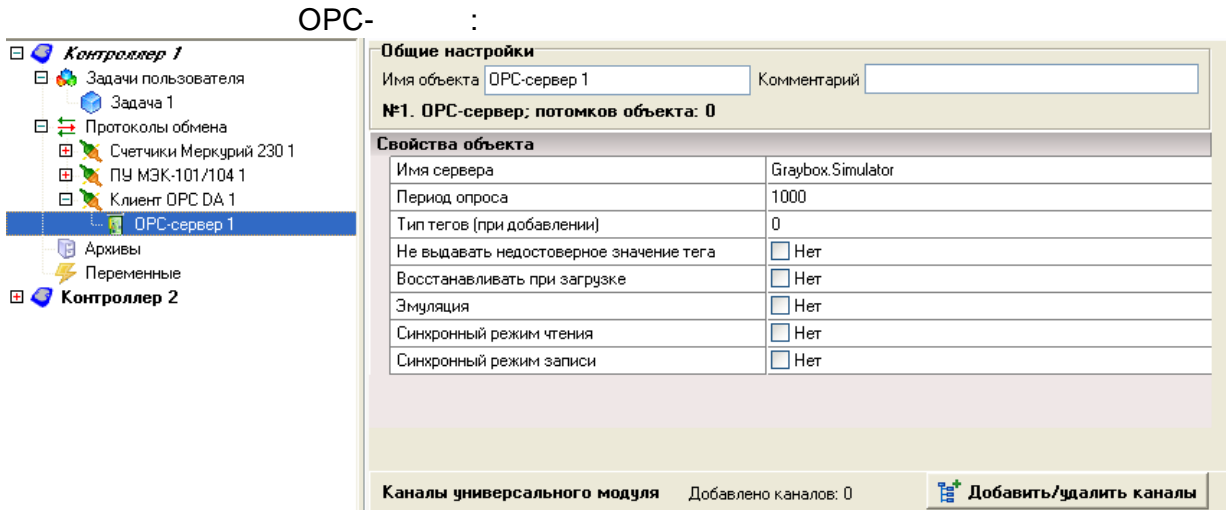 OPC- :
Контроллер 1
Задачи пользователя
Задача 1
Протоколы обмена
Счетчики Меркурий 230 1
ПУ МЭК-101/104 1
Клиент OPC DA 1
OPC-сервер 1
Архивы
Переменные
Контроллер 2
Общие настройки
Имя объекта OPC-сервер 1 Комментарий
№1. OPC-сервер; потомков объекта: 0
Свойства объекта
Имя сервера Graybox.Simulator
Период опроса 1000
Тип тегов (при добавлении) 0
Не выдавать недостоверное значение тега Нет
Восстанавливать при загрузке Нет
Эмуляция Нет
Синхронный режим чтения Нет
Синхронный режим записи Нет
Каналы универсального модуля Добавлено каналов: 0 Добавить/удалить каналы